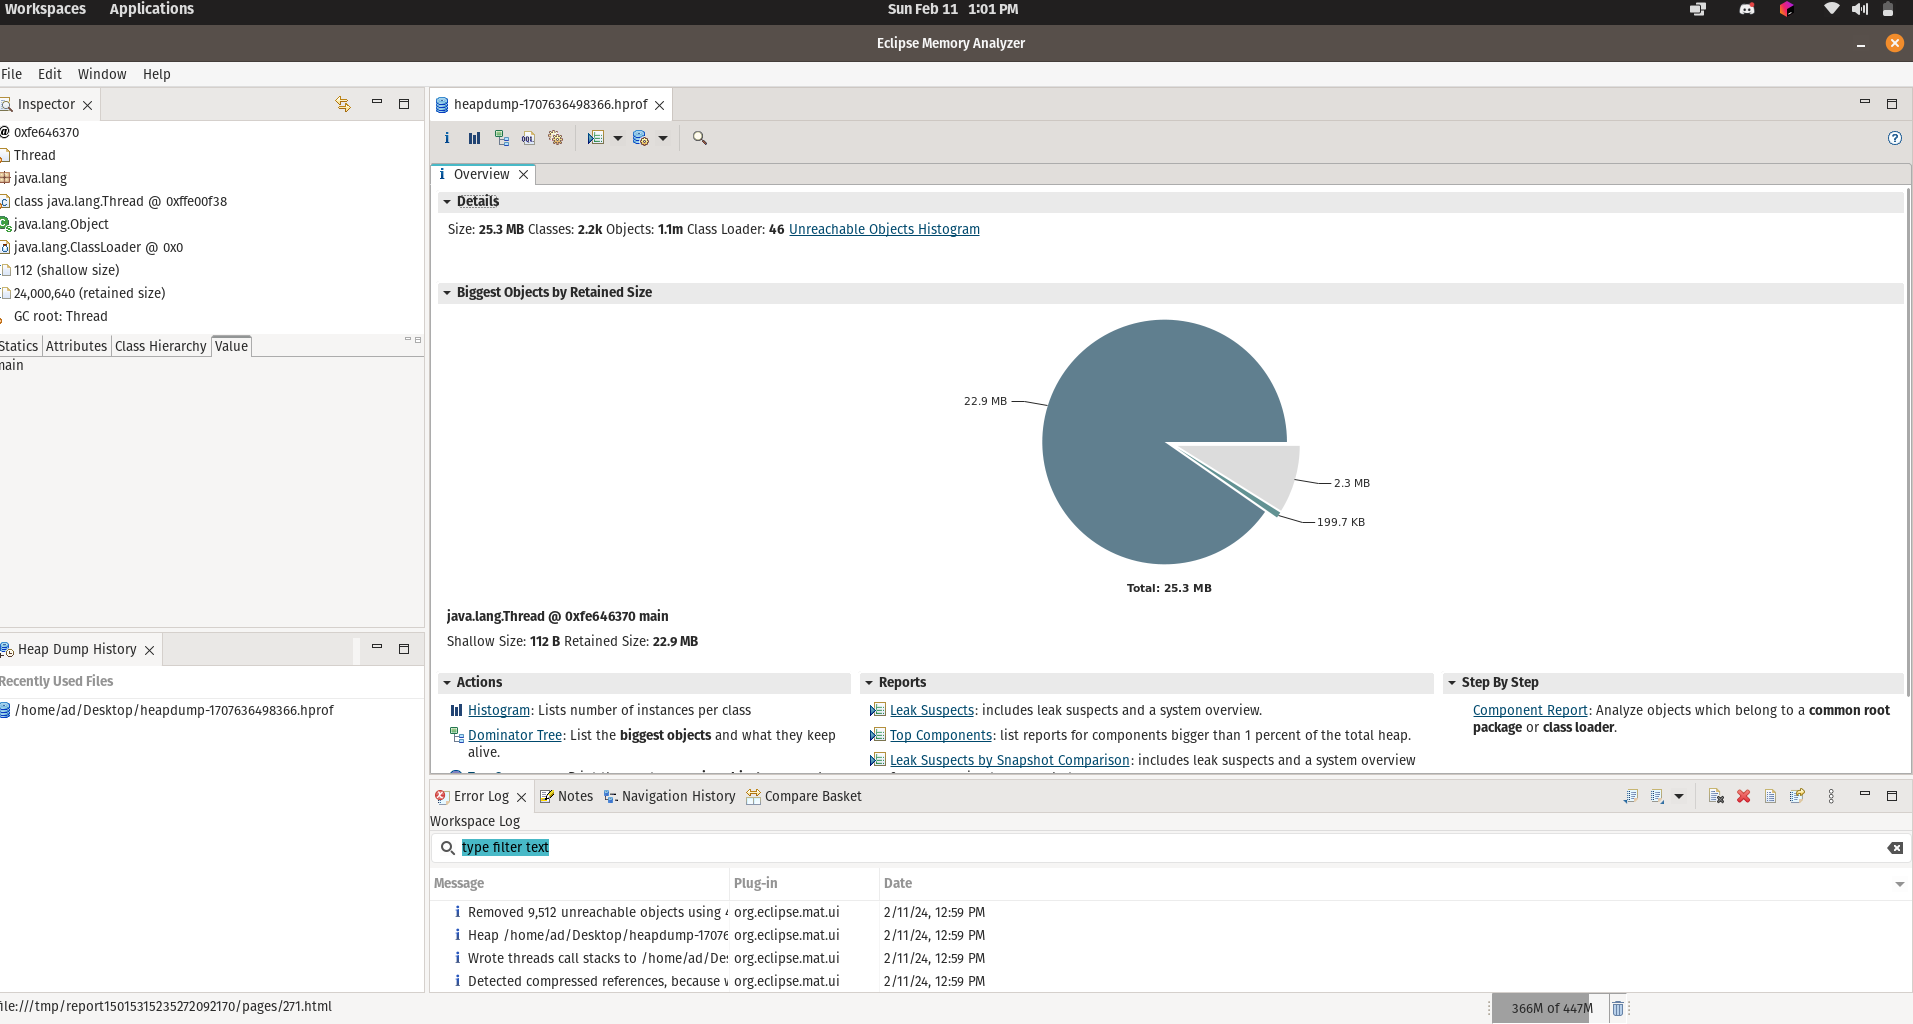 Workspaces Applications Sun Feb 11 1:01 PM
Eclipse Memory Analyzer
File Edit Window Help
Inspector
0xfe646370
Thread
java.lang
class java.lang.Thread @ 0xffe00f38
java.lang.Object
java.lang.ClassLoader @ 0x0
112 (shallow size)
24,000,640 (retained size)
GC root: Thread
Statics Attributes Class Hierarchy Value
main
Heap Dump History
Recently Used Files
/home/ad/Desktop/heapdump-1707636498366.hprof
heapdump-1707636498366.hprof
OQL
Overview
Details
Size: 25.3 MB Classes: 2.2k Objects: 1.1m Class Loader: 46 Unreachable Objects Histogram
Biggest Objects by Retained Size
22.9 MB
2.3 MB
199.7 KB
Total: 25.3 MB
java.lang.Thread @ 0xfe646370 main
Shallow Size: 112 B Retained Size: 22.9 MB
Actions
Histogram: Lists number of instances per class
Dominator Tree: List the biggest objects and what they keep
alive.
Reports
Leak Suspects: includes leak suspects and a system overview.
Top Components: list reports for components bigger than 1 percent of the total heap.
Leak Suspects by Snapshot Comparison: includes leak suspects and a system overview
Step By Step
Component Report: Analyze objects which belong to a common root
package or class loader.
Error Log Notes Navigation History Compare Basket
Workspace Log
type filter text
Message Plug-in Date
Removed 9,512 unreachable objects using org.eclipse.mat.ui 2/11/24, 12:59 PM
Heap /home/ad/Desktop/heapdump-17076 org.eclipse.mat.ui 2/11/24, 12:59 PM
Wrote threads call stacks to /home/ad/Des org.eclipse.mat.ui 2/11/24, 12:59 PM
Detected compressed references, because w org.eclipse.mat.ui 2/11/24, 12:59 PM
file:///tmp/report15015315235272092170/pages/271.html
366M of 447M